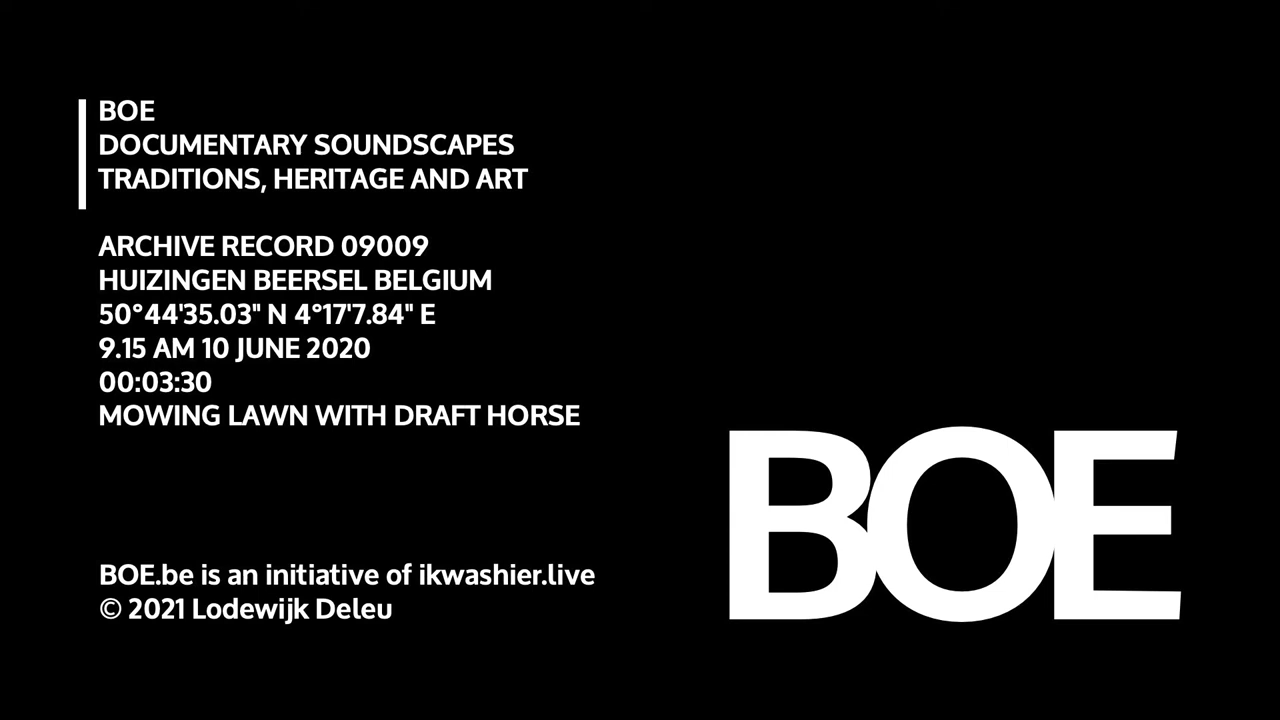 BOE
DOCUMENTARY SOUNDSCAPES
TRADITIONS, HERITAGE AND ART
ARCHIVE RECORD 09009
HUIZINGEN BEERSEL BELGIUM
50°44'35.03" N 4°17'7.84" E
9.15 AM 10 JUNE 2020
00:03:30
MOWING LAWN WITH DRAFT HORSE
BOE.be is an initiative of ikwashier.live
© 2021 Lodewijk Deleu
BOE